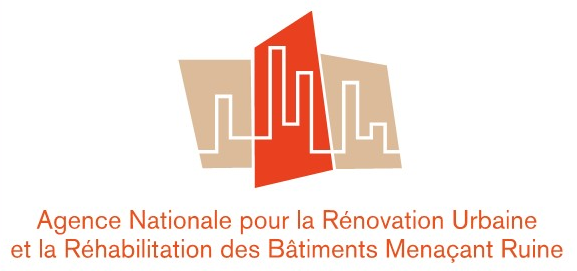 Agence Nationale pour la Rénovation Urbaine
et la Réhabilitation des Bâtiments Menaçant Ruine